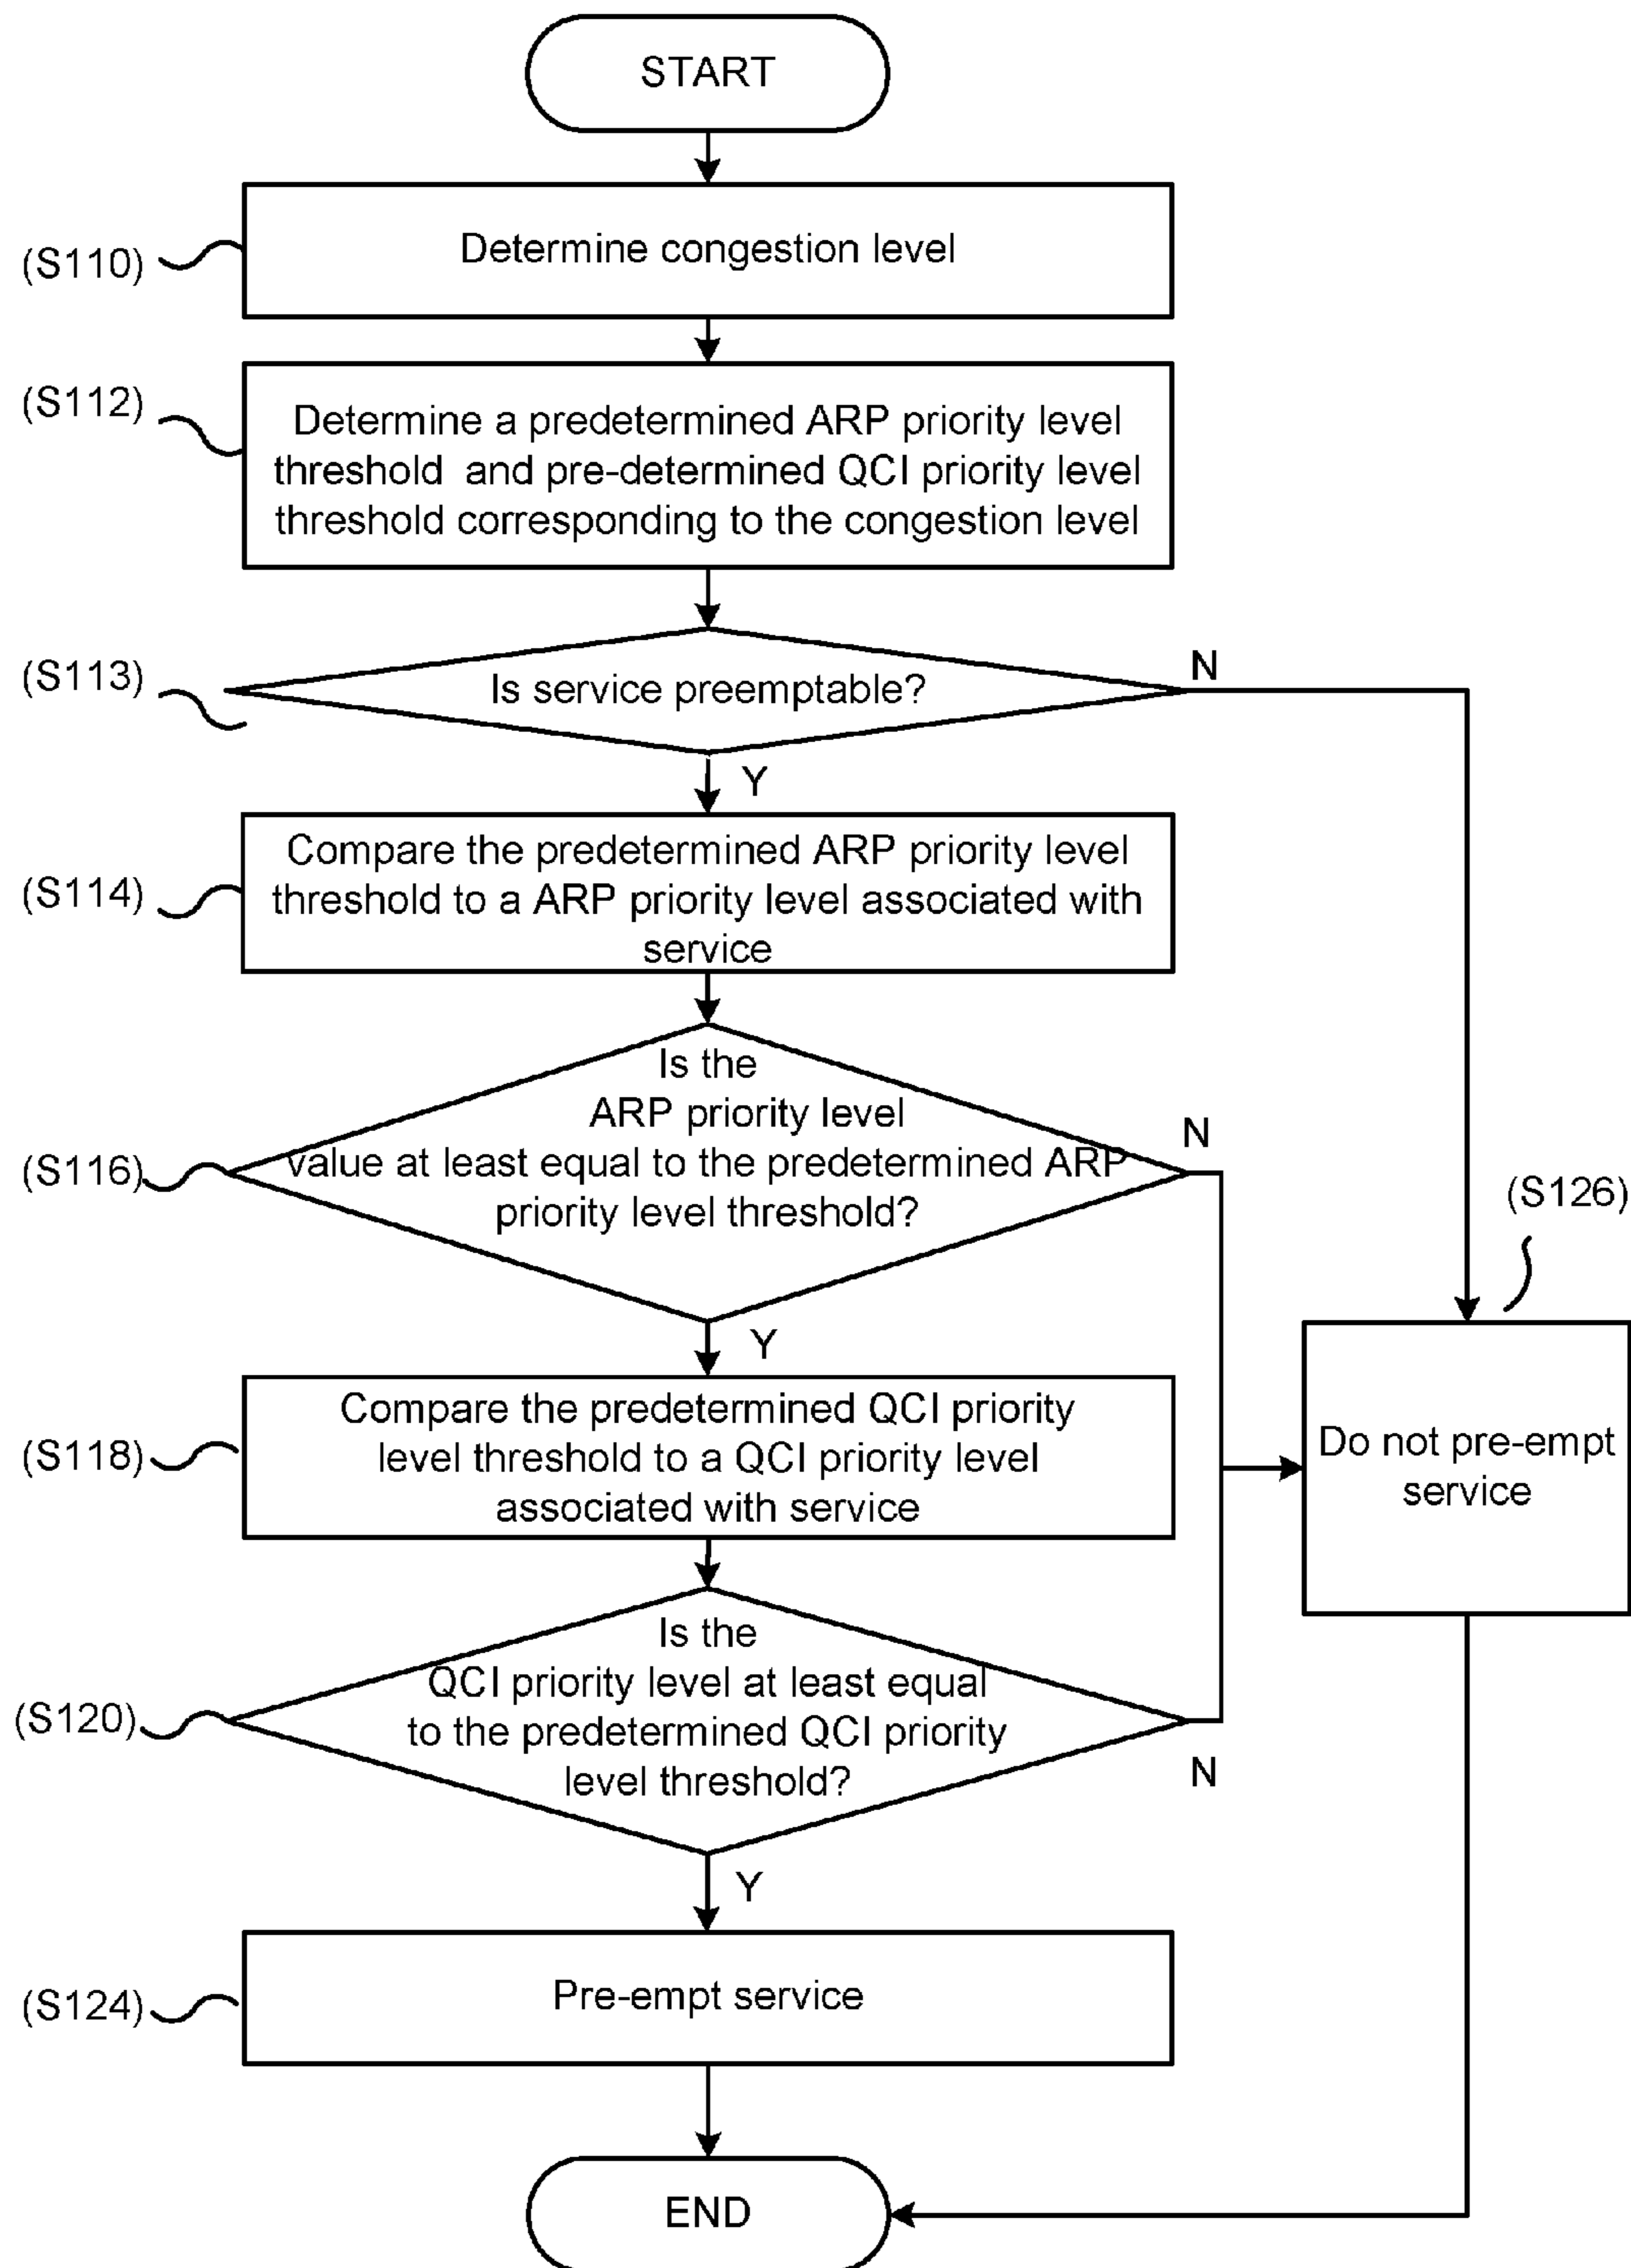 START
(S110)
Determine congestion level
(S112)
Determine a predetermined ARP priority level
threshold and pre-determined QCI priority level
threshold corresponding to the congestion level
(S113)
Is service preemptable?
N
Y
(S114)
Compare the predetermined ARP priority level
threshold to a ARP priority level associated with
service
(S116)
Is the
ARP priority level
value at least equal to the predetermined ARP
priority level threshold?
N
Y
(S126)
Do not pre-empt
service
(S118)
Compare the predetermined QCI priority
level threshold to a QCI priority level
associated with service
(S120)
Is the
QCI priority level at least equal
to the predetermined QCI priority
level threshold?
N
Y
(S124)
Pre-empt service
END